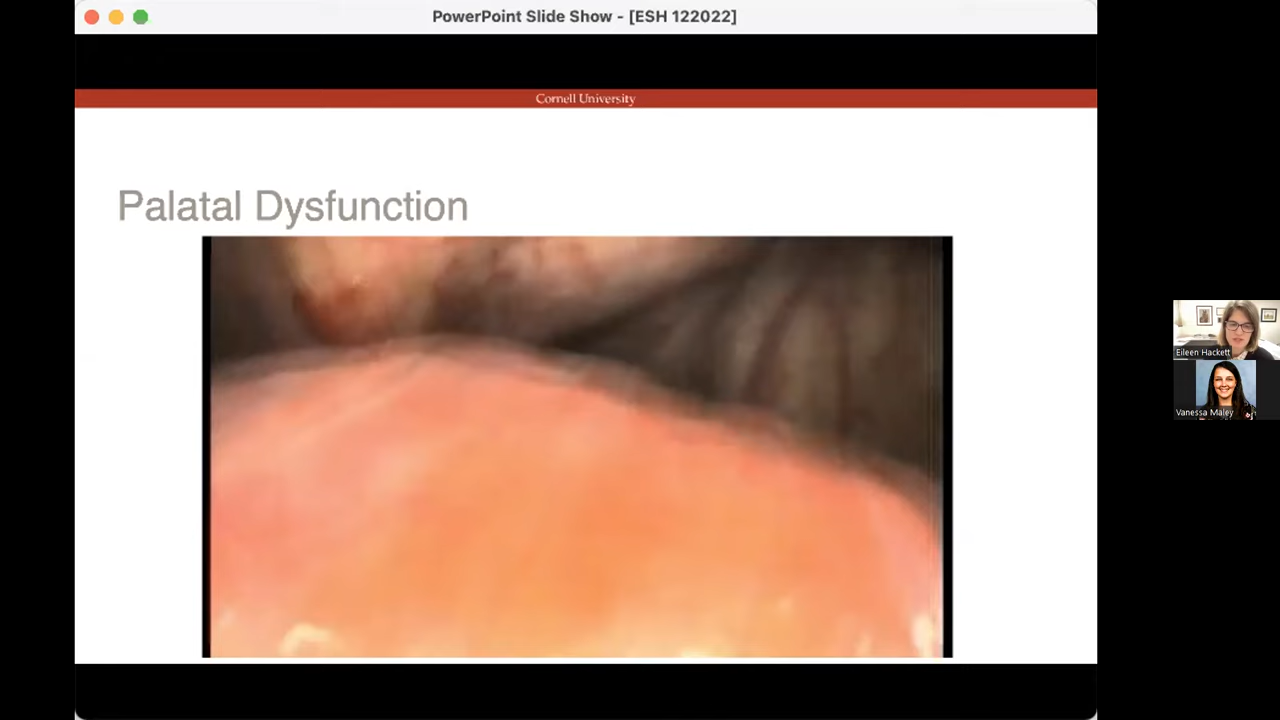 PowerPoint Slide Show - [ESH 122022]
Cornell University
Palatal Dysfunction
Eileen Hackett
Vanessa Maley